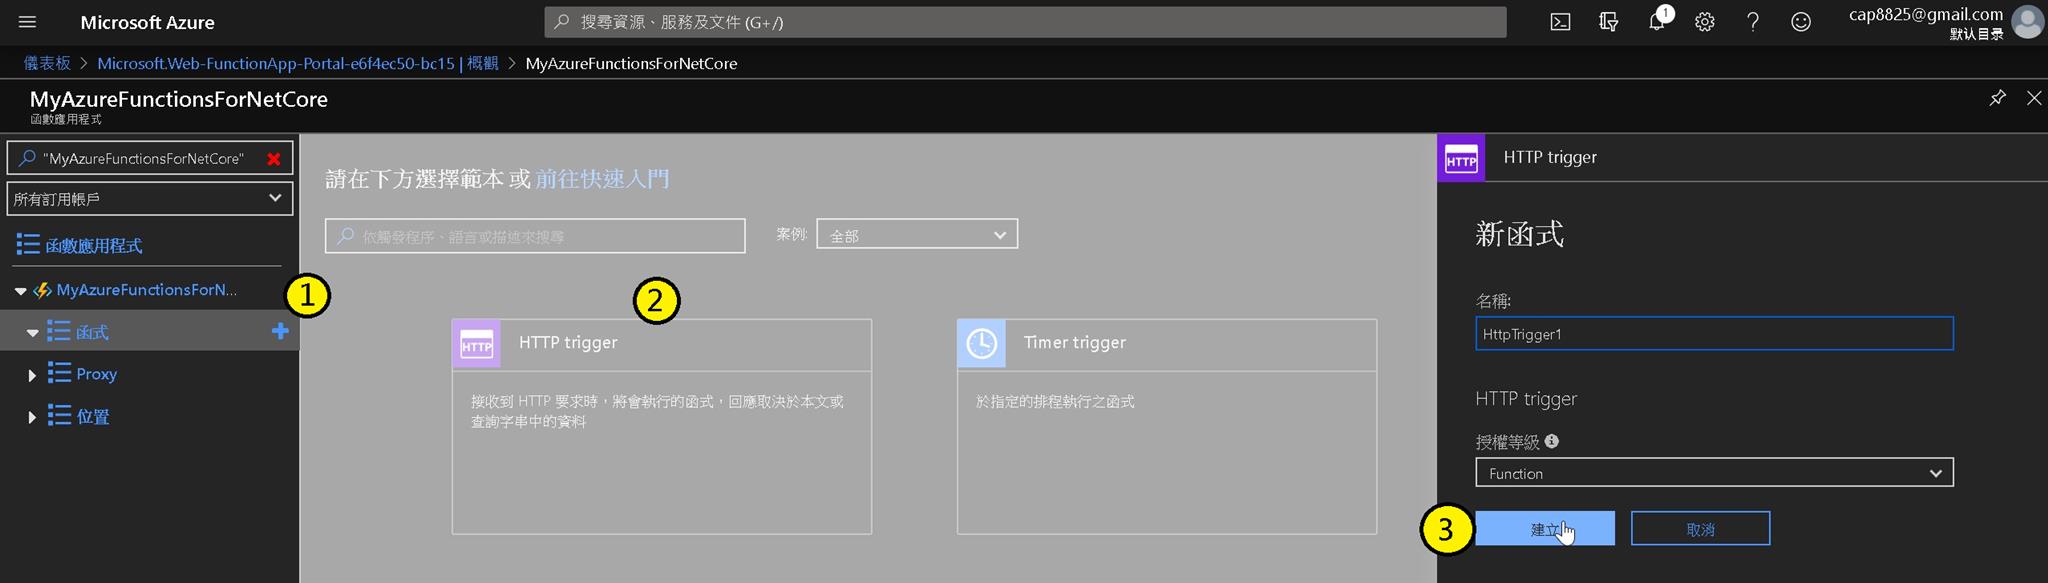 Microsoft Azure
搜尋資源、服務及文件 (G+/)
1
cap8825@gmail.com
默认目录
儀表板 > Microsoft.Web-FunctionApp-Portal-e6f4ec50-bc15 | 概觀 > MyAzureFunctionsForNetCore
MyAzureFunctionsForNetCore
函數應用程式
"MyAzureFunctionsForNetCore"
所有訂用帳戶
函數應用程式
MyAzureFunctionsForN...
1
函式
Proxy
位置
請在下方選擇範本 或 前往快速入門
依觸發程序、語言或描述來搜尋
案例:
全部
2
HTTP
HTTP trigger
接收到 HTTP 要求時，將會執行的函式，回應取決於本文或
查詢字串中的資料
Timer trigger
於指定的排程執行之函式
HTTP
HTTP trigger
新函式
名稱:
HttpTrigger1
HTTP trigger
授權等級
Function
3
建立
取消